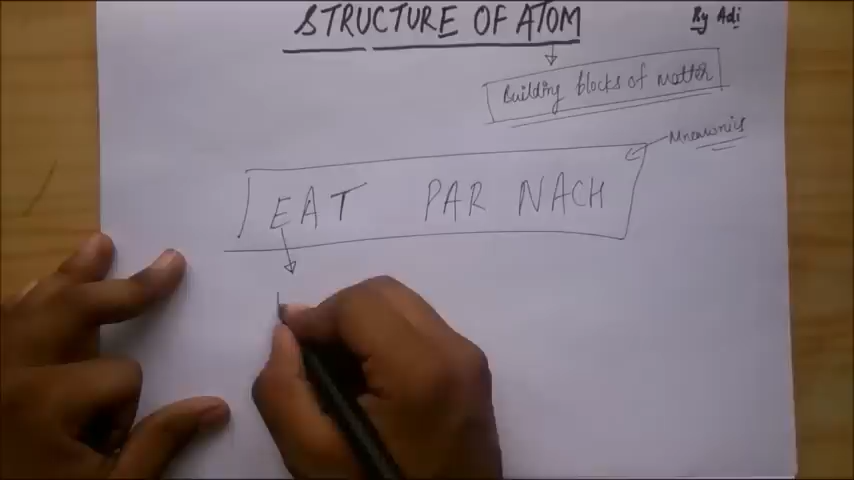 STRUCTURE OF ATOM
By Adi
Building blocks of matter
Mnemonics
EAT PAR NACH